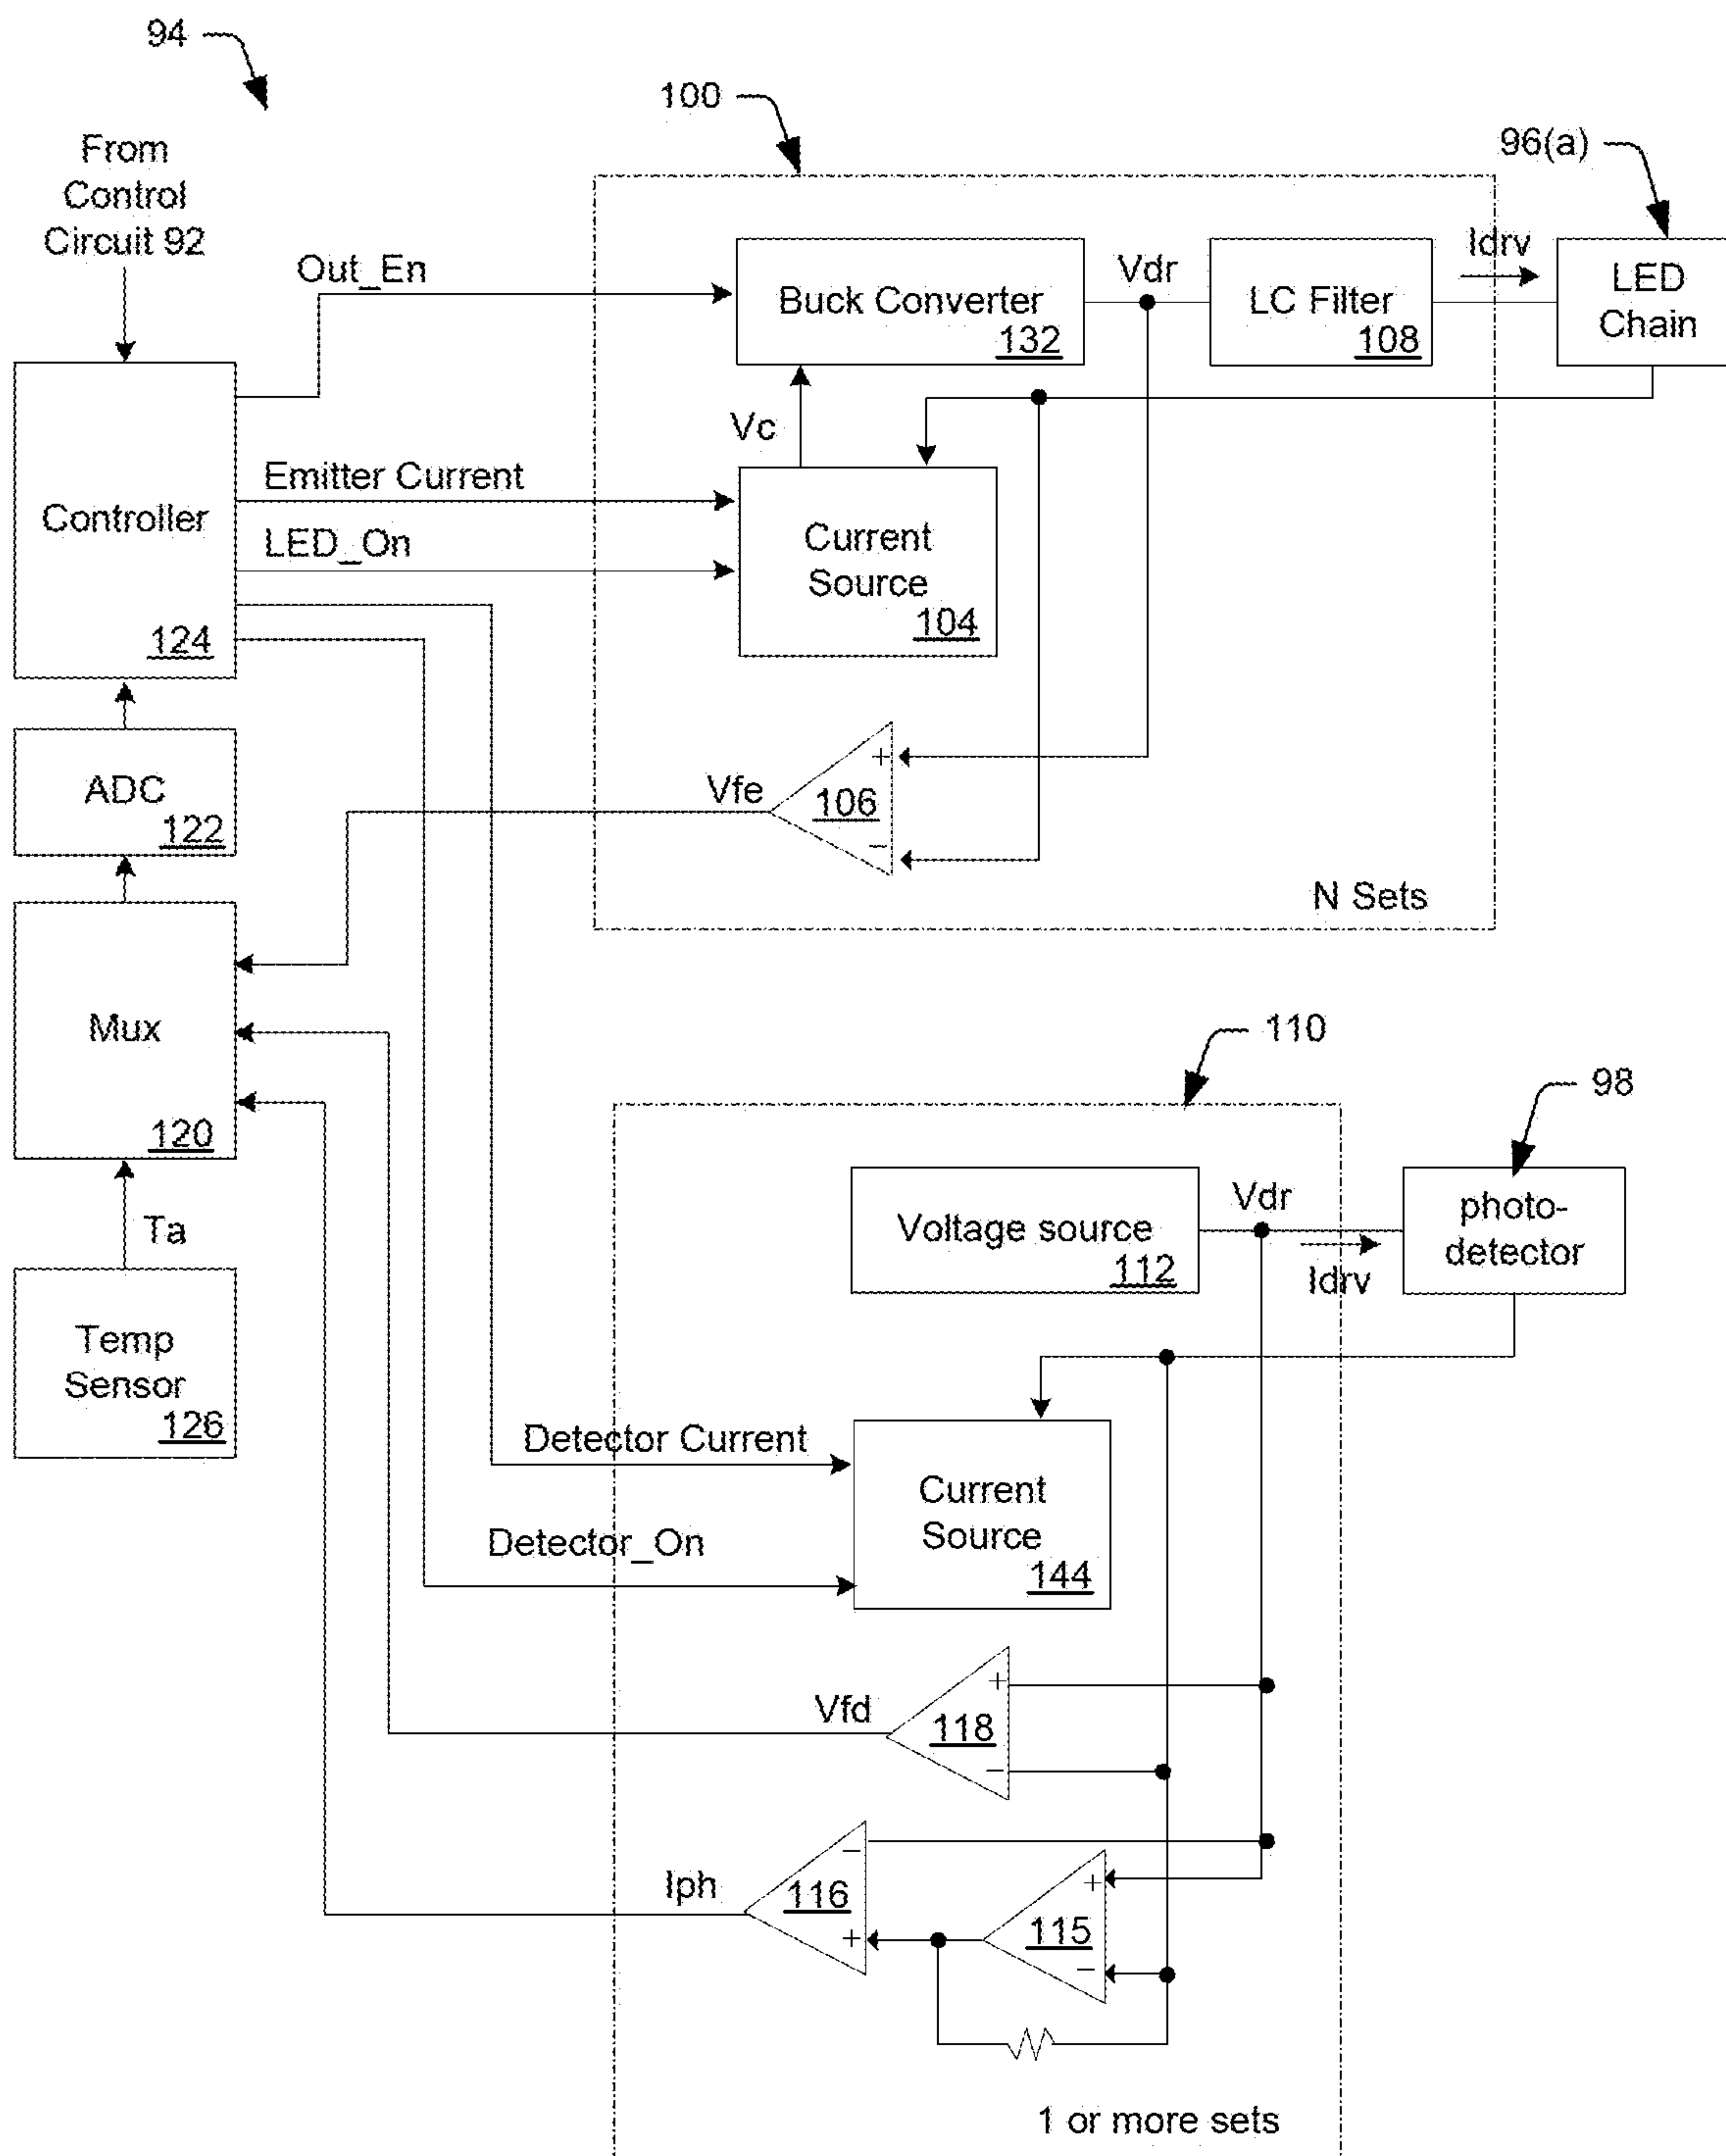 94
100
96(a)
From
Control
Circuit 92
Out_En
Buck Converter
132
Vdr
LC Filter
108
Idrv
LED
Chain
Vc
Emitter Current
LED_On
Controller
124
Current
Source
104
ADC
122
Vfe
+
106
−
N Sets
Mux
120
110
98
Ta
Temp
Sensor
126
Voltage source
112
Vdr
Idrv
photo-
detector
Detector Current
Detector_On
Current
Source
144
Vfd
+
118
−
Iph
−
116
+
+
115
−
1 or more sets